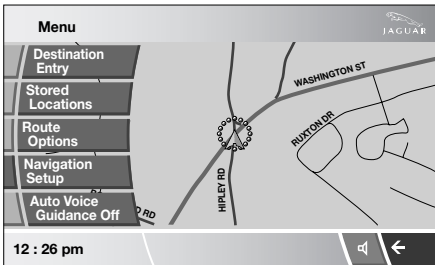 Menu
JAGUAR
Destination
Entry
Stored
Locations
Route
Options
Navigation
Setup
Auto Voice
Guidance Off
WASHINGTON ST
RUXTON DR
HIPLEY RD
RD
12 : 26 pm